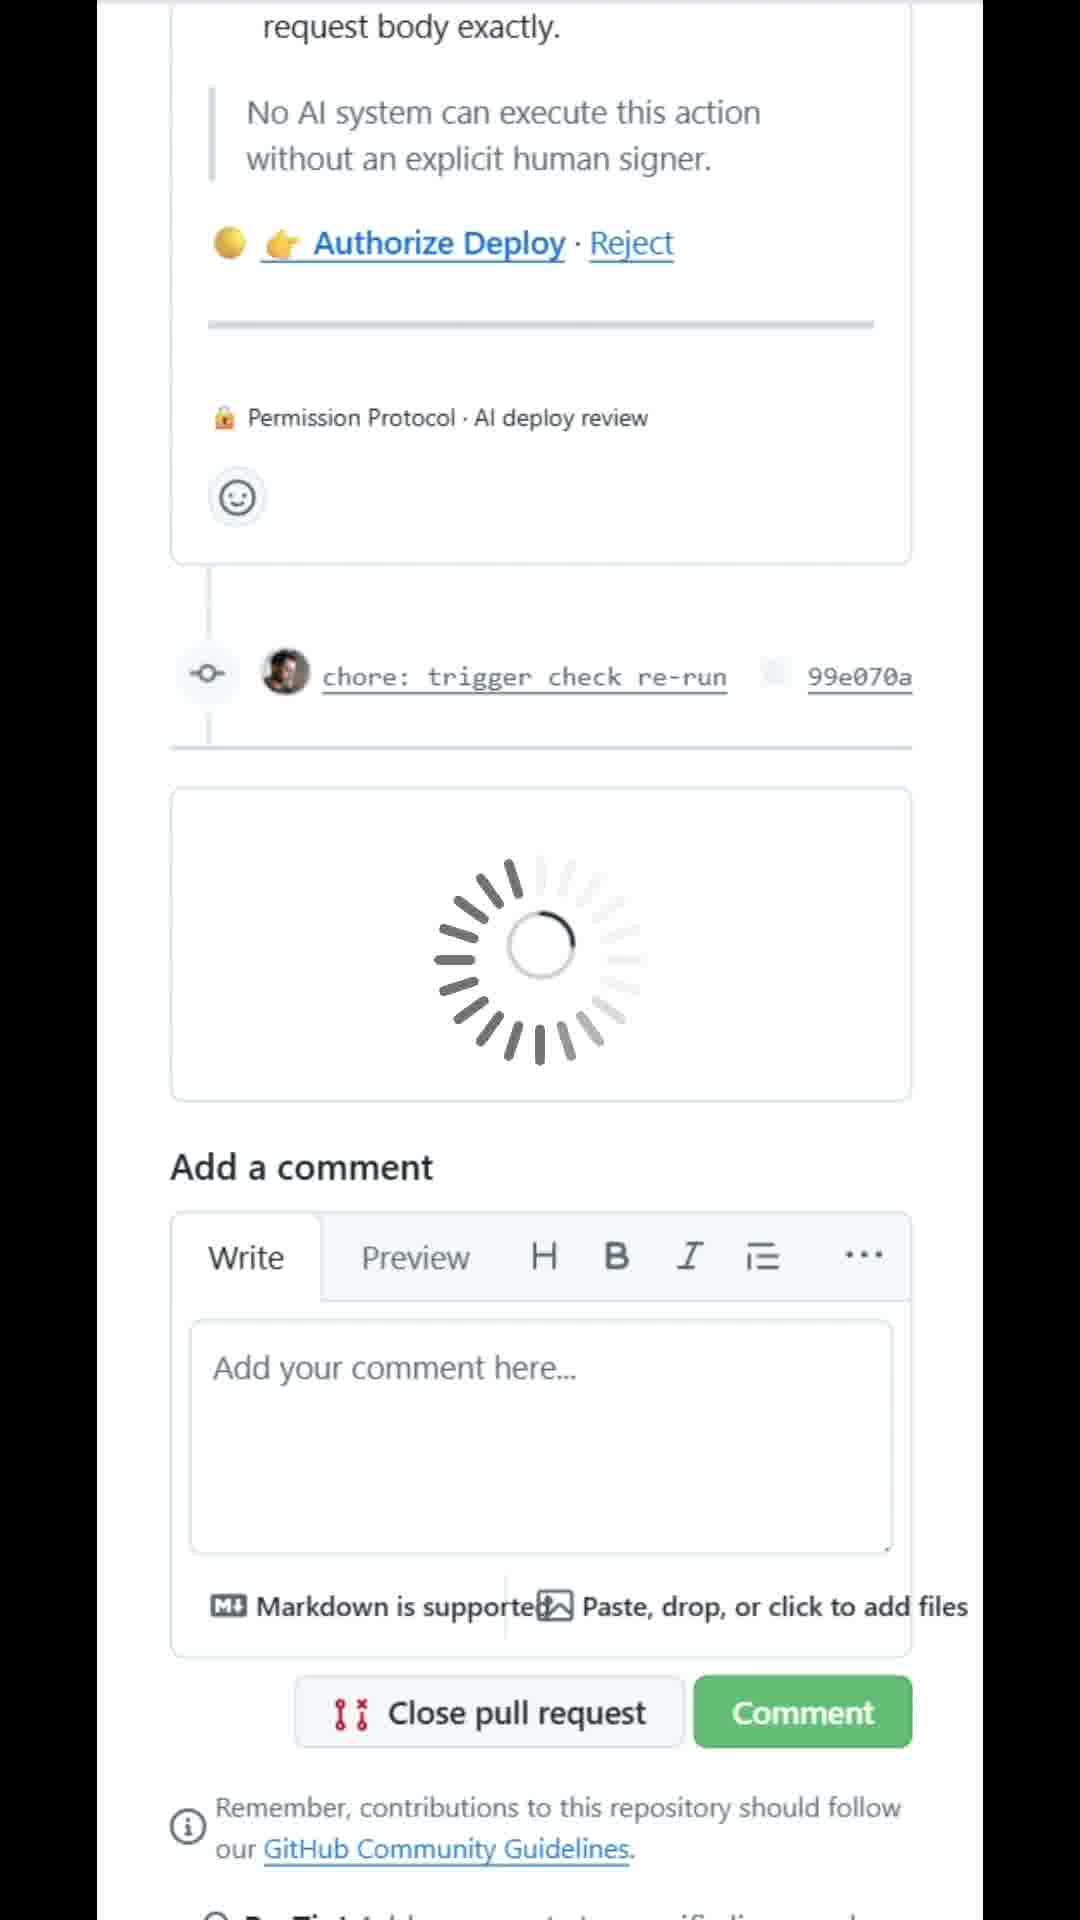 request body exactly.
No AI system can execute this action
without an explicit human signer.
Authorize Deploy · Reject
Permission Protocol · AI deploy review
chore: trigger check re-run 99e070a
Add a comment
Write Preview H B I
Add your comment here...
Markdown is supported Paste, drop, or click to add files
Close pull request Comment
Remember, contributions to this repository should follow
our GitHub Community Guidelines.